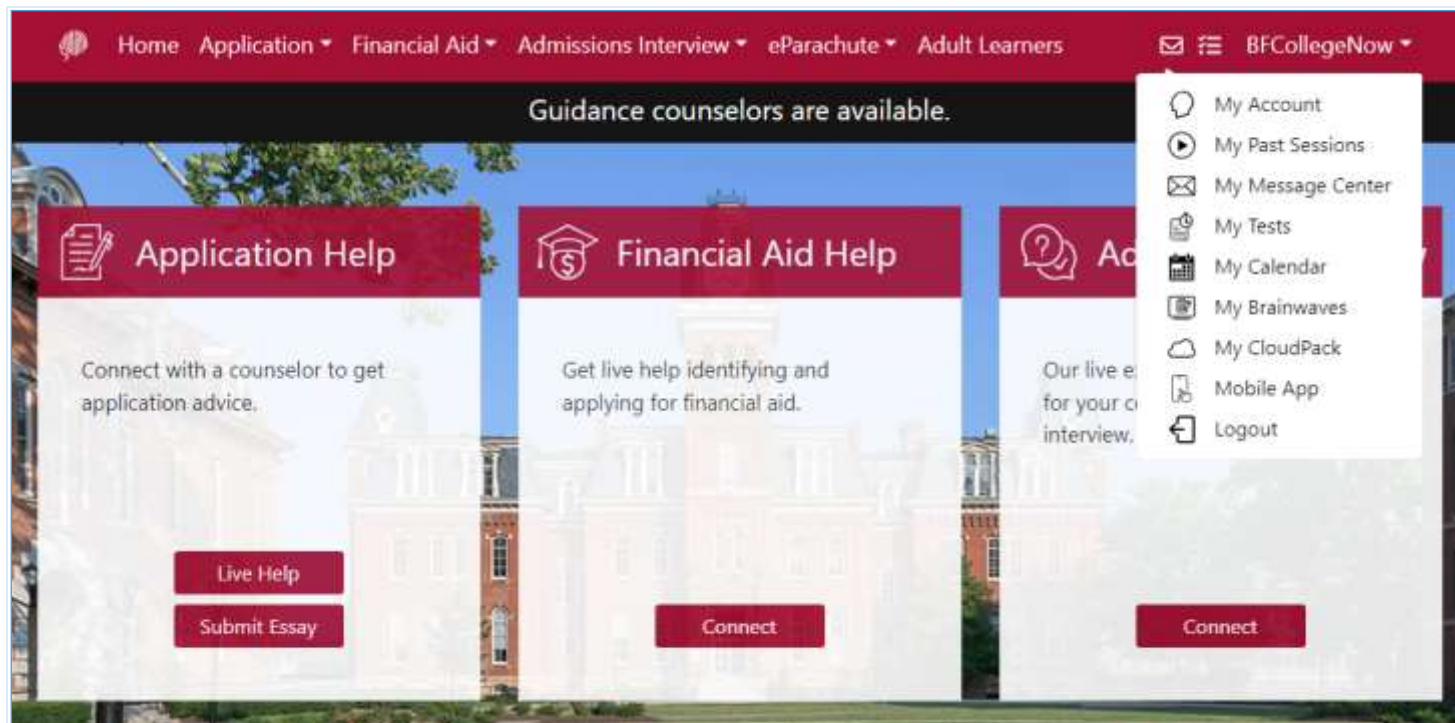 Home Application Financial Aid Admissions Interview eParachute Adult Learners BFCollegeNow
Guidance counselors are available.
My Account
My Past Sessions
My Message Center
My Tests
My Calendar
My Brainwaves
My CloudPack
Mobile App
Logout
Application Help
Connect with a counselor to get
application advice.
Live Help
Submit Essay
Financial Aid Help
Get live help identifying and
applying for financial aid.
Connect
Our live
for your
interview.
Connect